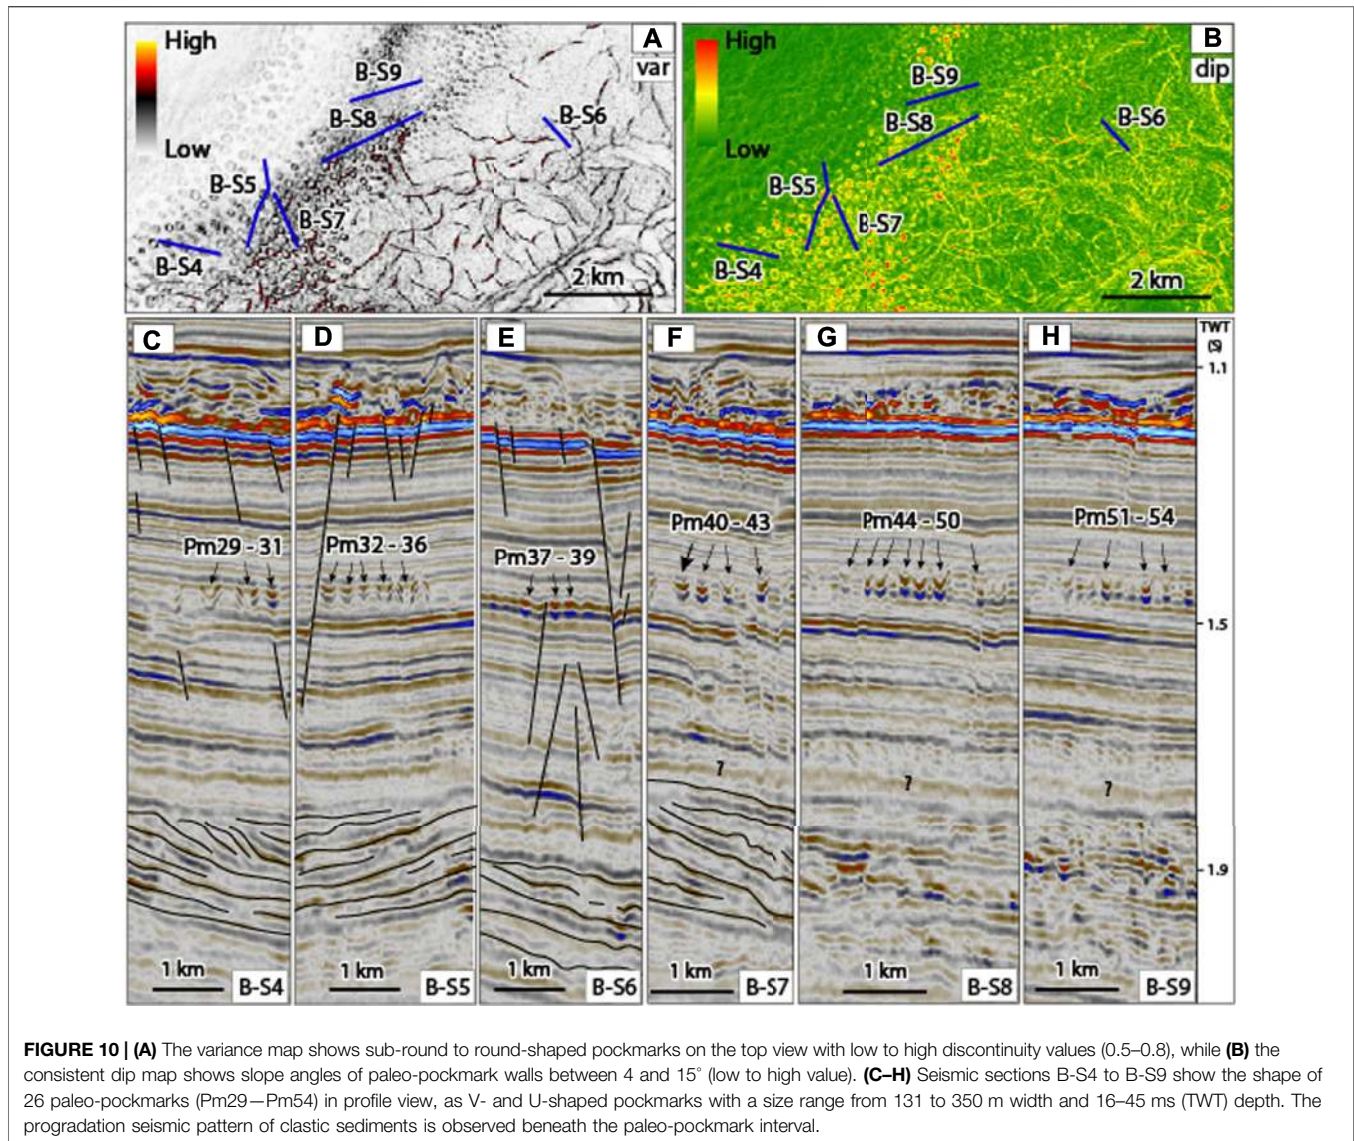 High
Low
B-S9
B-S8
B-S6
B-S5
B-S7
B-S4
2 km
A
var
High
Low
B-S9
B-S8
B-S6
B-S5
B-S7
B-S4
2 km
B
dip
C
D
E
F
G
H
TWT
(S)
1.1
1.5
1.9
Pm29 - 31
Pm32 - 36
Pm37 - 39
Pm40 - 43
Pm44 - 50
Pm51 - 54
?
?
?
1 km
B-S4
1 km
B-S5
1 km
B-S6
1 km
B-S7
1 km
B-S8
1 km
B-S9
FIGURE 10 | (A) The variance map shows sub-round to round-shaped pockmarks on the top view with low to high discontinuity values (0.5–0.8), while (B) the
consistent dip map shows slope angles of paleo-pockmark walls between 4 and 15° (low to high value). (C–H) Seismic sections B-S4 to B-S9 show the shape of
26 paleo-pockmarks (Pm29—Pm54) in profile view, as V- and U-shaped pockmarks with a size range from 131 to 350 m width and 16–45 ms (TWT) depth. The
progradation seismic pattern of clastic sediments is observed beneath the paleo-pockmark interval.